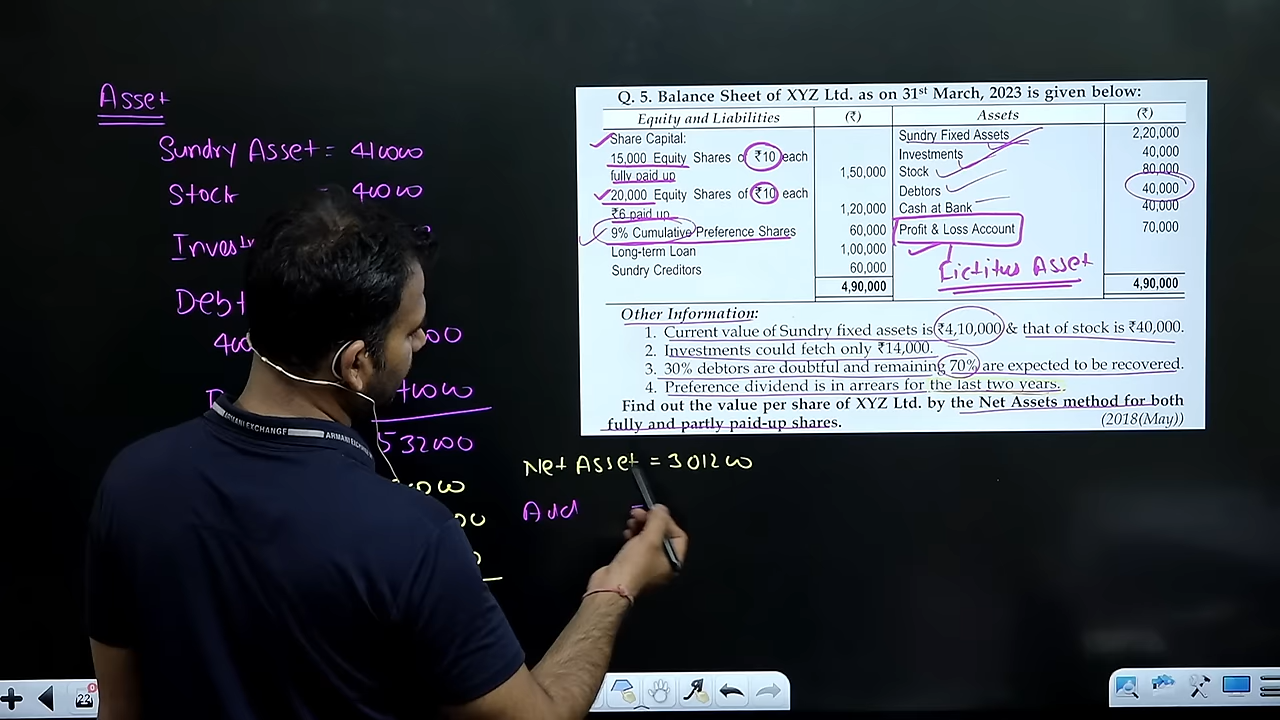 Asset
Sundry Asset = 410000
Stock = 40000
Debt
532000
Q. 5. Balance Sheet of XYZ Ltd. as on 31st March, 2023 is given below:
Equity and Liabilities (₹) Assets (₹)
Share Capital: Sundry Fixed Assets 2,20,000
15,000 Equity Shares of ₹10 each Investments 40,000
fully paid up 1,50,000 Stock 80,000
20,000 Equity Shares of ₹10 each Debtors 40,000
₹6 paid up 1,20,000 Cash at Bank 40,000
9% Cumulative Preference Shares 60,000 Profit & Loss Account 70,000
Long-term Loan 1,00,000
Sundry Creditors 60,000
4,90,000 4,90,000
Fictitus Asset
Other Information:
1. Current value of Sundry fixed assets is ₹4,10,000 & that of stock is ₹40,000.
2. Investments could fetch only ₹14,000.
3. 30% debtors are doubtful and remaining 70% are expected to be recovered.
4. Preference dividend is in arrears for the last two years.
Find out the value per share of XYZ Ltd. by the Net Assets method for both
fully and partly paid-up shares. (2018(May))
Net Asset = 301200
Add
ARMANI EXCHANGE
22